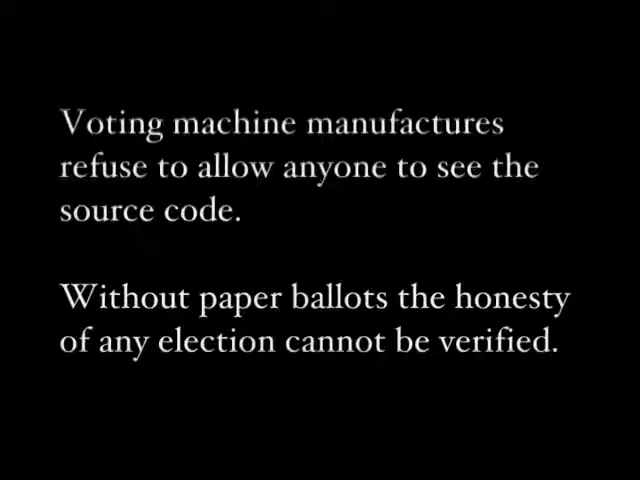 Voting machine manufactures
refuse to allow anyone to see the
source code.
Without paper ballots the honesty
of any election cannot be verified.